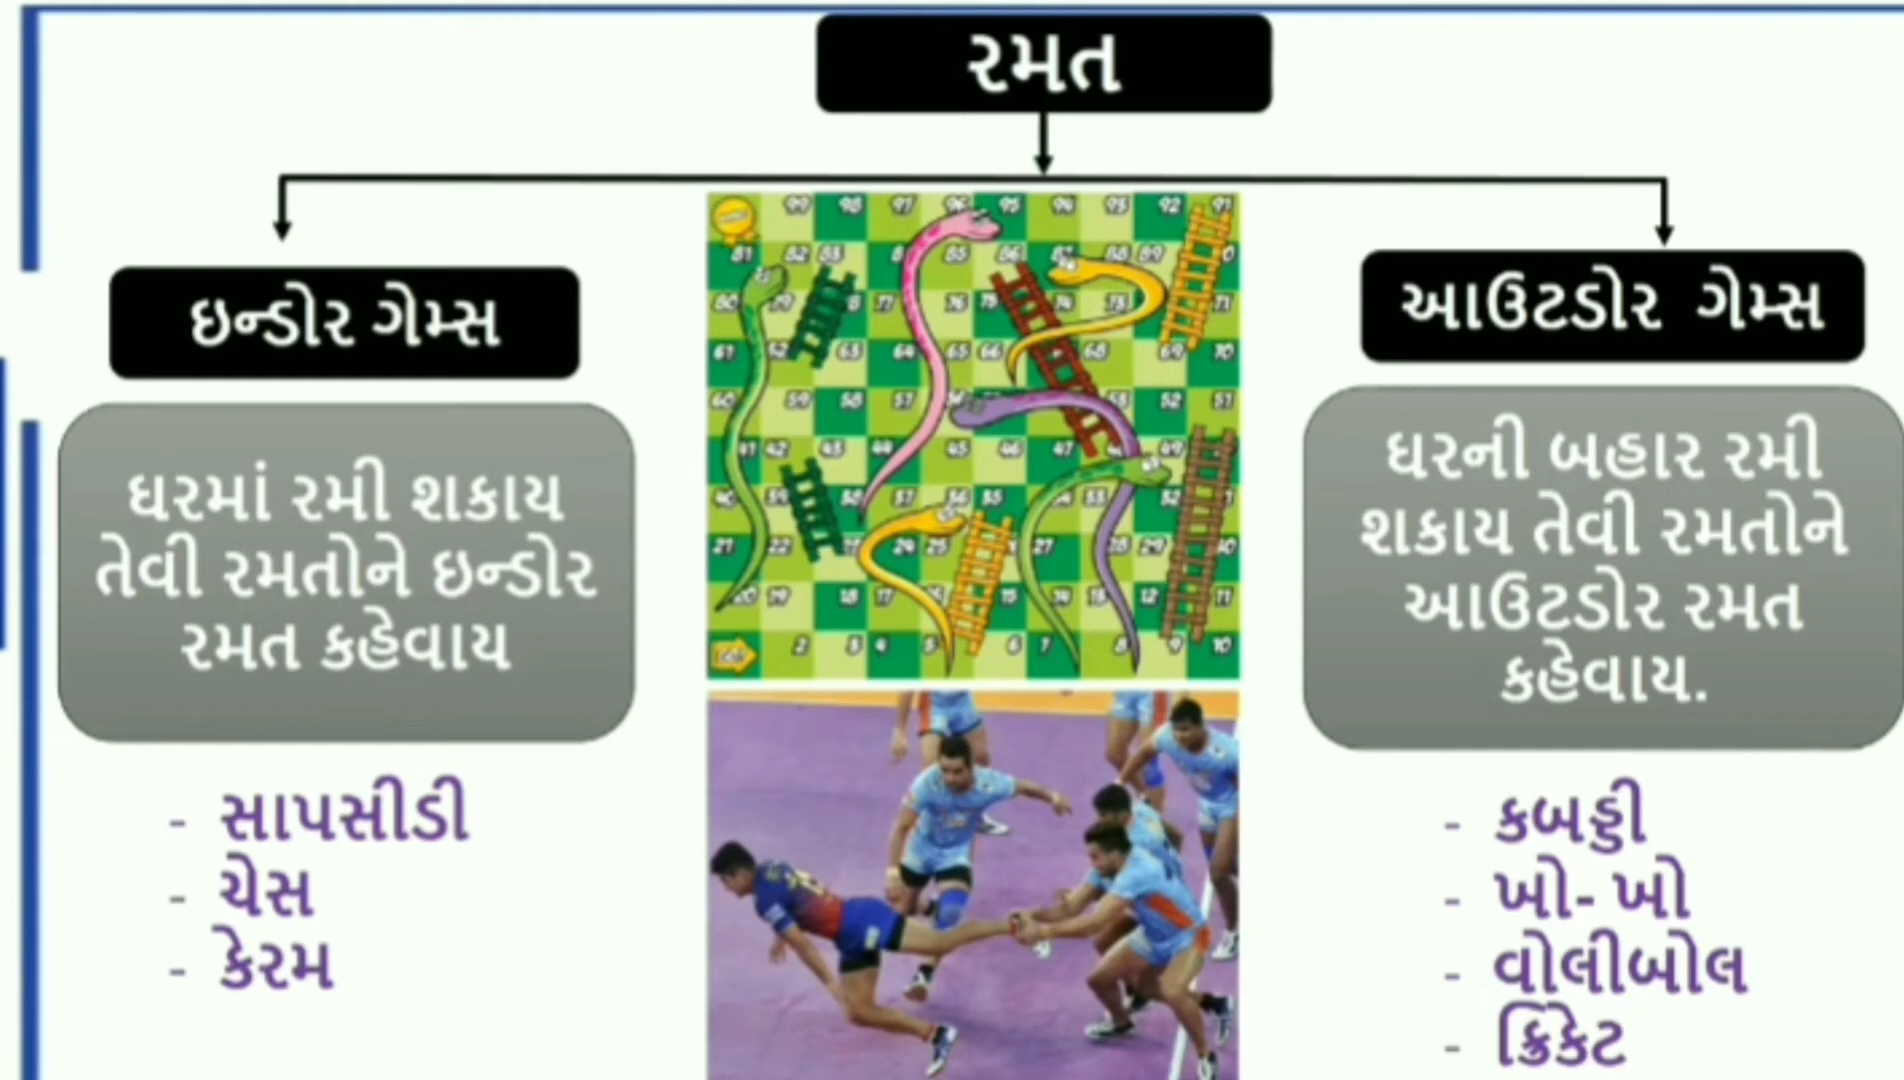 રમત
ઇન્ડોર ગેમ્સ
ઘરમાં રમી શકાય
તેવી રમતોને ઇન્ડોર
રમત કહેવાય
- સાપસીડી
- ચેસ
- કેરમ
આઉટડોર ગેમ્સ
ઘરની બહાર રમી
શકાય તેવી રમતોને
આઉટડોર રમત
કહેવાય.
- કબડ્ડી
- ખો- ખો
- વોલીબોલ
- ક્રિકેટ